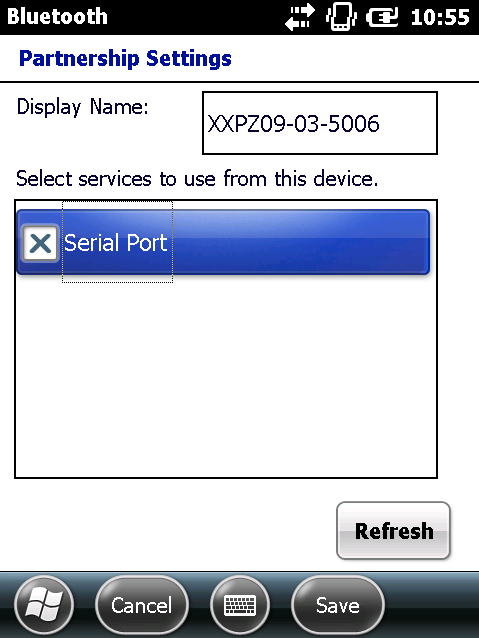 Bluetooth 10:55
Partnership Settings
Display Name:
XXPZ09-03-5006
Select services to use from this device.
Serial Port
Refresh
Cancel Save